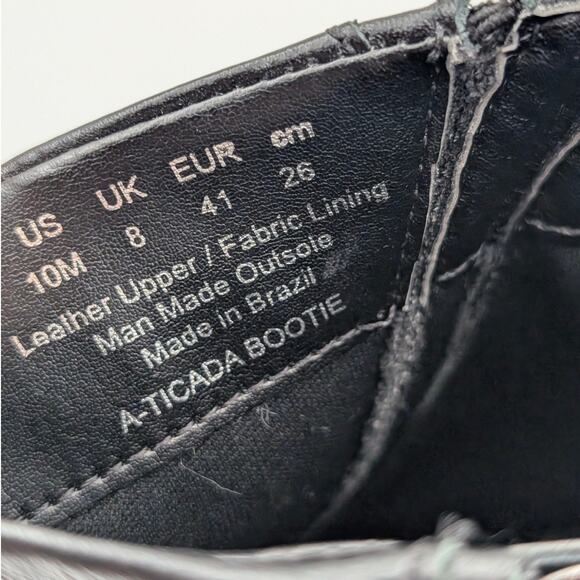 US UK EUR cm
10M 8 41 26
Leather Upper / Fabric Lining
Man Made Outsole
Made in Brazil
A-TICADA BOOTIE